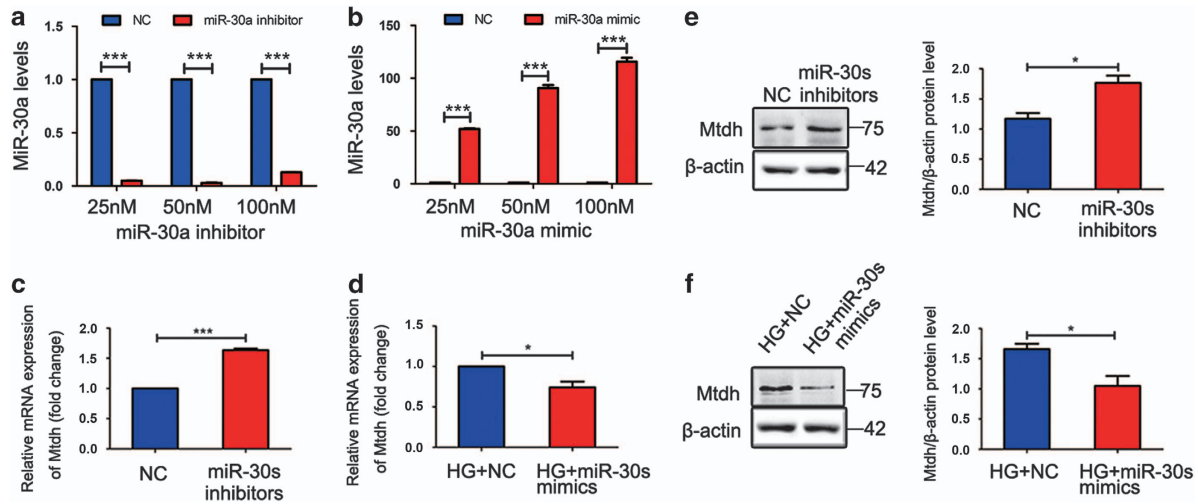 a
NC miR-30a inhibitor
MiR-30a levels
1.5
1.0
0.5
0.0
*** *** ***
25nM 50nM 100nM
miR-30a inhibitor
b
NC miR-30a mimic
MiR-30a levels
150
100
50
0
*** *** ***
25nM 50nM 100nM
miR-30a mimic
c
Relative mRNA expression
of Mtdh (fold change)
2.0
1.5
1.0
0.5
0.0
***
NC miR-30s
inhibitors
d
Relative mRNA expression
of Mtdh (fold change)
1.5
1.0
0.5
0.0
*
HG+NC HG+miR-30s
mimics
e
NC miR-30s
inhibitors
Mtdh 75
β-actin 42
Mtdh/β-actin protein level
2.0
1.5
1.0
1.5
0.0
*
NC miR-30s
inhibitors
f
HG+NC
HG+miR-30s
mimics
Mtdh 75
β-actin 42
Mtdh/β-actin protein level
2.0
1.5
1.0
1.5
0.0
*
HG+NC HG+miR-30s
mimics